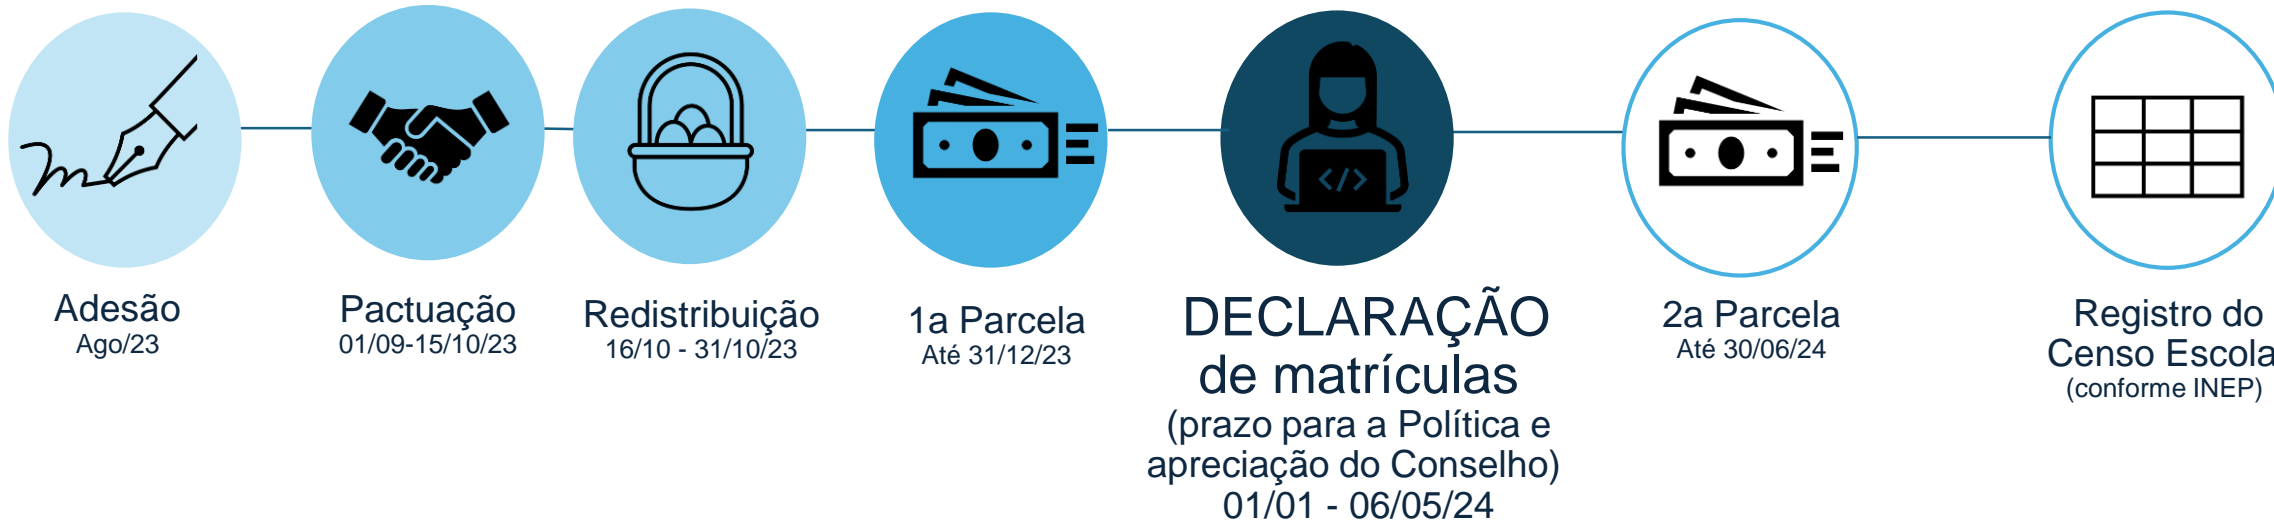 Adesão
Ago/23
Pactuação
01/09-15/10/23
Redistribuição
16/10 - 31/10/23
1a Parcela
Até 31/12/23
DECLARAÇÃO
de matrículas
(prazo para a Política e
apreciação do Conselho)
01/01 - 06/05/24
2a Parcela
Até 30/06/24
Registro do
Censo Escola
(conforme INEP)